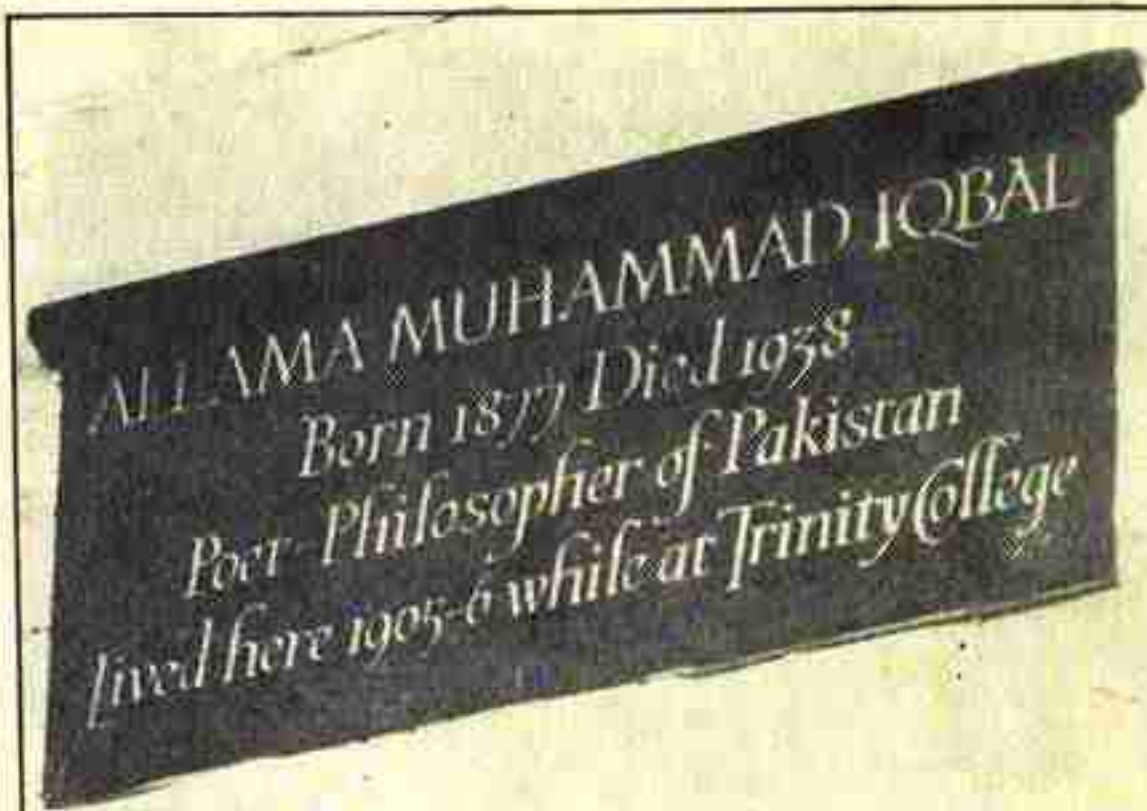 ALLAMA MUHAMMAD IQBAL
Born 1877 Died 1938
Poet-Philosopher of Pakistan
lived here 1905-6 while at Trinity College